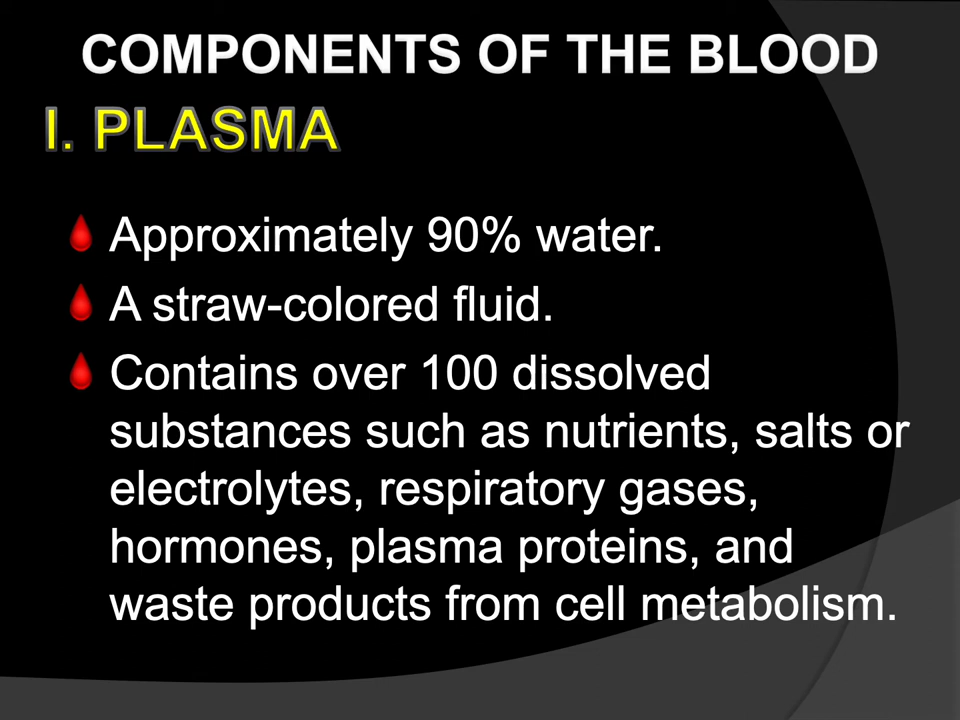 COMPONENTS OF THE BLOOD
I. PLASMA
Approximately 90% water.
A straw-colored fluid.
Contains over 100 dissolved
substances such as nutrients, salts or
electrolytes, respiratory gases,
hormones, plasma proteins, and
waste products from cell metabolism.